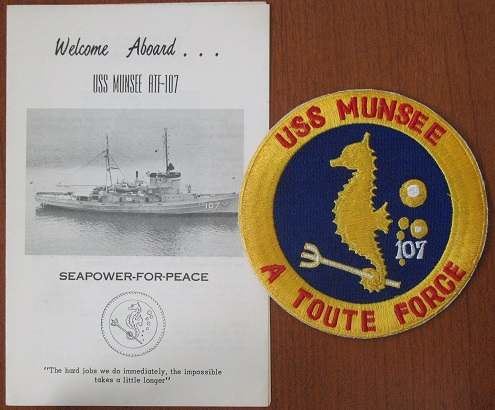 Welcome Aboard . . .
USS MUNSEE ATF-107
107
SEAPOWER-FOR-PEACE
"The hard jobs we do immediately, the impossible
takes a little longer"
USS MUNSEE
107
A TOUTE FORCE